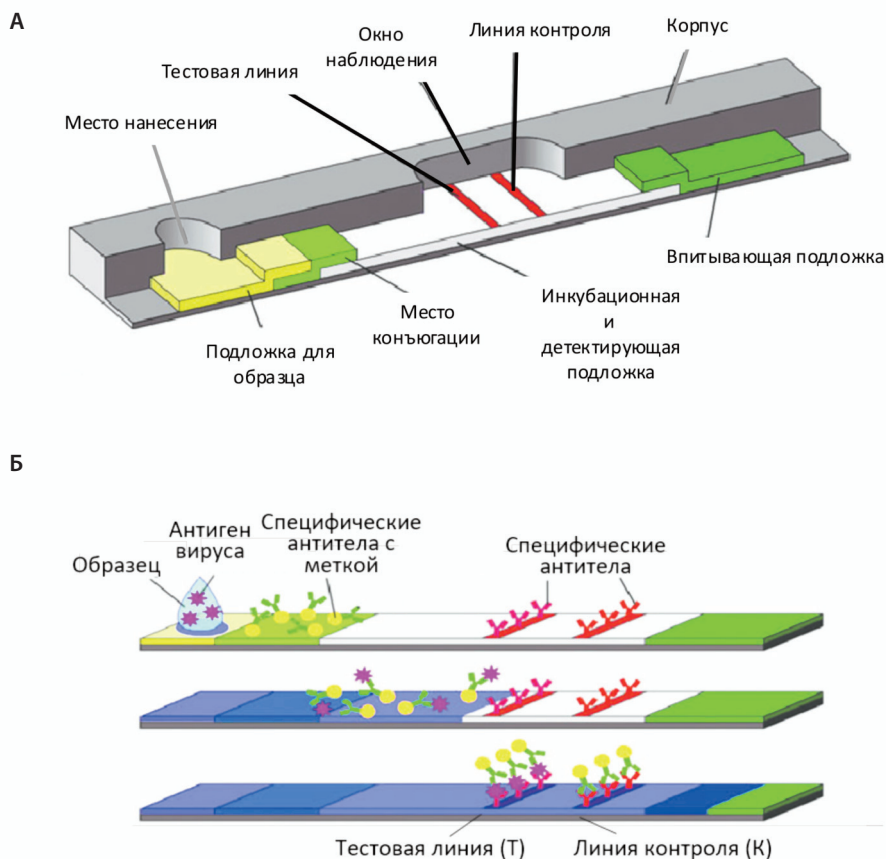 А
Окно
наблюдения
Линия контроля
Корпус
Тестовая линия
Место нанесения
Впитывающая подложка
Место
конъюгации
Инкубационная
и
детектирующая
подложка
Подложка для
образца
Б
Образец
Антиген
вируса
Специфические
антитела с
меткой
Специфические
антитела
Тестовая линия (Т)
Линия контроля (К)